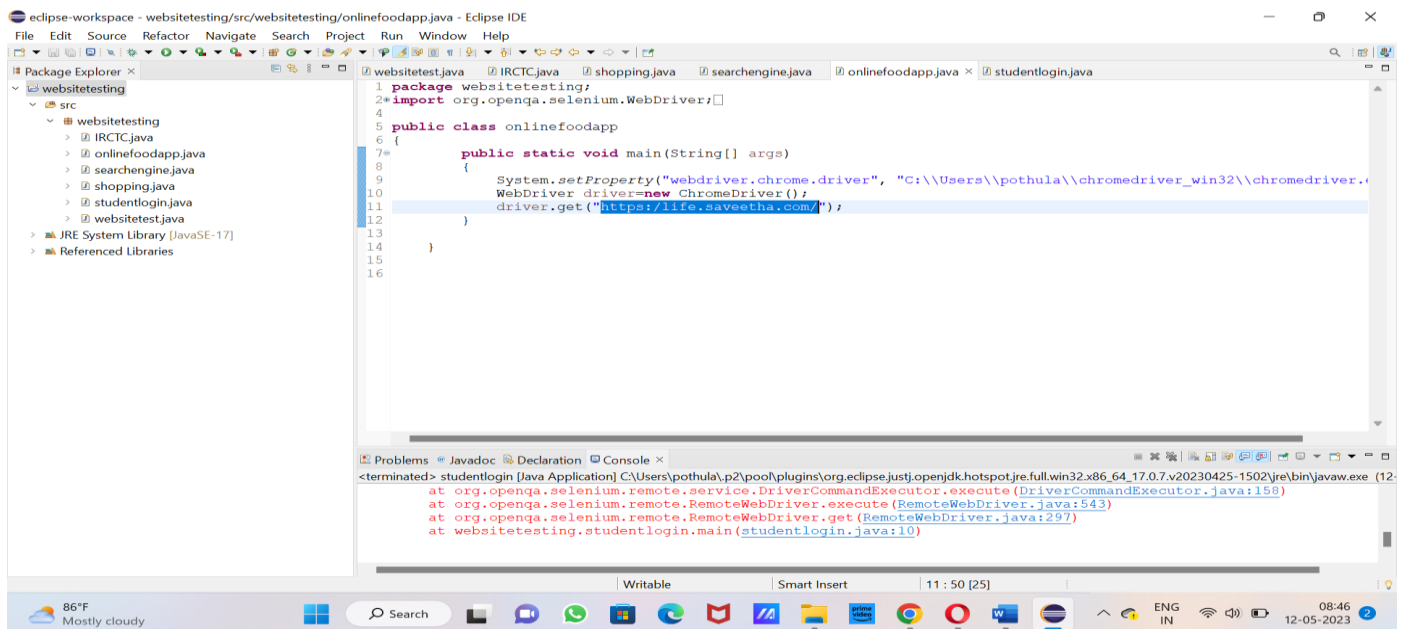 eclipse-workspace - websitetesting/src/websitetesting/onlinefoodapp.java - Eclipse IDE
File Edit Source Refactor Navigate Search Project Run Window Help
Package Explorer
websitetesting
src
websitetesting
IRCTC.java
onlinefoodapp.java
searchengine.java
shopping.java
studentlogin.java
websitetest.java
JRE System Library [JavaSE-17]
Referenced Libraries
websitetest.java IRCTC.java shopping.java searchengine.java onlinefoodapp.java studentlogin.java
1 package websitetesting;
2 import org.openqa.selenium.WebDriver;
4
5 public class onlinefoodapp
6 {
7 public static void main(String[] args)
8 {
9 System.setProperty("webdriver.chrome.driver", "C:\\Users\\pothula\\chromedriver_win32\\chromedriver.
10 WebDriver driver=new ChromeDriver();
11 driver.get("https:/life.saveetha.com/");
12 }
13
14 }
15
16
Problems Javadoc Declaration Console
<terminated> studentlogin [Java Application] C:\Users\pothula\.p2\pool\plugins\org.eclipse.justj.openjdk.hotspot.jre.full.win32.x86_64_17.0.7.v20230425-1502\jre\bin\javaw.exe (12-
at org.openqa.selenium.remote.service.DriverCommandExecutor.execute(DriverCommandExecutor.java:158)
at org.openqa.selenium.remote.RemoteWebDriver.execute(RemoteWebDriver.java:543)
at org.openqa.selenium.remote.RemoteWebDriver.get(RemoteWebDriver.java:297)
at websitetesting.studentlogin.main(studentlogin.java:10)
Writable Smart Insert 11 : 50 [25]
86°F
Mostly cloudy
Search
prime video
ENG
IN
08:46
12-05-2023
2